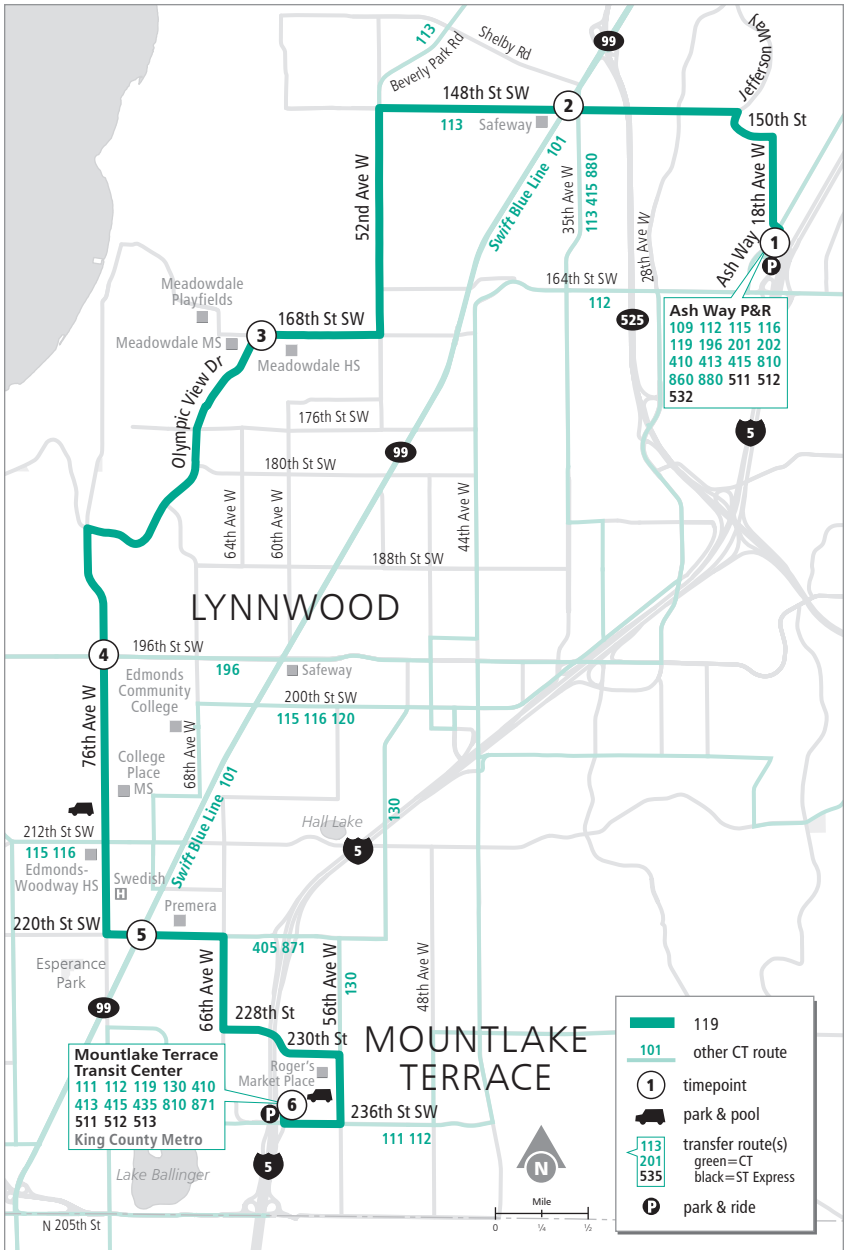 113
Beverly Park Rd
Shelby Rd
99
Jefferson Way
148th St SW
2
150th St
113
Safeway
52nd Ave W
Swift Blue Line 101
35th Ave W
113 415 880
28th Ave W
18th Ave W
Ash Way
1
P
164th St SW
112
525
Ash Way P&R
109 112 115 116
119 196 201 202
410 413 415 810
860 880 511 512
532
5
Meadowdale
Playfields
Meadowdale MS
3
168th St SW
Meadowdale HS
Olympic View Dr
176th St SW
99
180th St SW
64th Ave W
60th Ave W
44th Ave W
188th St SW
LYNNWOOD
4
196th St SW
196
Safeway
Edmonds
Community
College
200th St SW
115 116 120
76th Ave W
68th Ave W
College
Place
MS
Swift Blue Line 101
130
Hall Lake
5
212th St SW
115 116
Edmonds-
Woodway HS
Swedish
H
Premera
220th St SW
5
405 871
Esperance
Park
66th Ave W
56th Ave W
130
48th Ave W
99
228th St
230th St
MOUNTLAKE
TERRACE
Mountlake Terrace
Transit Center
111 112 119 130 410
413 415 435 810 871
511 512 513
King County Metro
Roger's
Market Place
6
P
236th St SW
111 112
5
Lake Ballinger
N 205th St
N
Mile
0 ¼ ½
119
101 other CT route
1 timepoint
park & pool
113 transfer route(s)
201 green=CT
535 black=ST Express
P park & ride